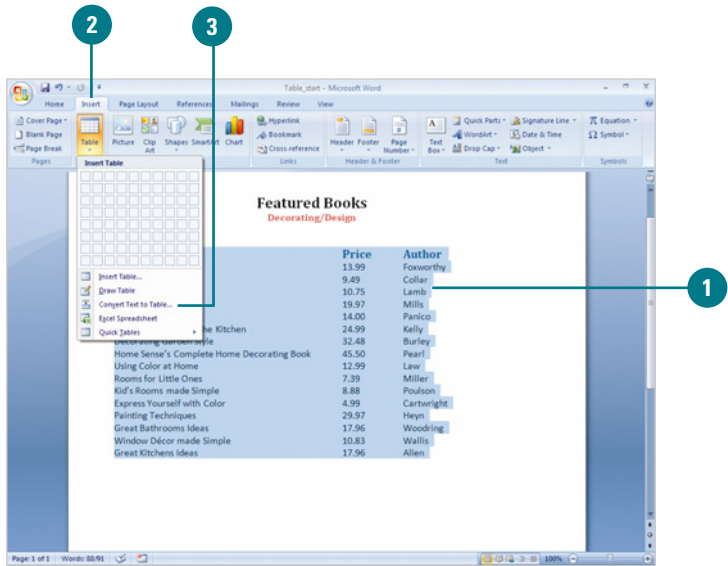 2
3
Table_start - Microsoft Word
Home Insert Page Layout References Mailings Review View
Cover Page
Blank Page
Page Break
Pages
Table
Picture
Clip Art
Shapes
SmartArt
Chart
Hyperlink
Bookmark
Cross-reference
Links
Header
Footer
Page Number
Header & Footer
Text Box
Quick Parts
WordArt
Drop Cap
Signature Line
Date & Time
Object
Text
Equation
Symbol
Symbols
Insert Table
Insert Table...
Draw Table
Convert Text to Table...
Excel Spreadsheet
Quick Tables
Featured Books
Decorating/Design
Price Author
13.99 Foxworthy
9.49 Collar
1
10.75 Lamb
19.97 Mills
14.00 Panico
he Kitchen 24.99 Kelly
Decorating Garden Style 32.48 Burley
Home Sense's Complete Home Decorating Book 45.50 Pearl
Using Color at Home 12.99 Law
Rooms for Little Ones 7.39 Miller
Kid's Rooms made Simple 8.88 Poulson
Express Yourself with Color 4.99 Cartwright
Painting Techniques 29.97 Heyn
Great Bathrooms Ideas 17.96 Woodring
Window Décor made Simple 10.83 Wallis
Great Kitchens Ideas 17.96 Allen
Page: 1 of 1 Words: 88/91 100%